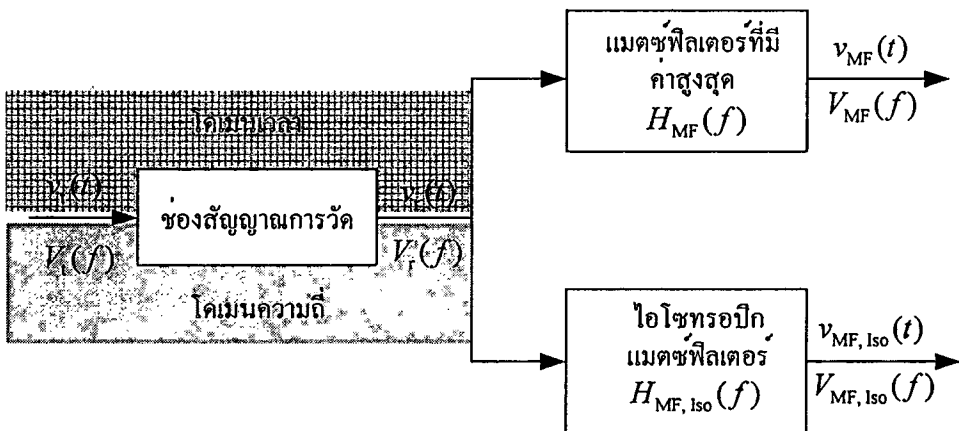 แมตซ์ฟิลเตอร์ที่มี
ค่าสูงสุด
H_MF(f)
v_MF(t)
V_MF(f)
โดเมนเวลา
v_t(t)
ช่องสัญญาณการวัด
v_r(t)
V_t(f)
V_r(f)
โดเมนความถี่
ไอโซทรอปิก
แมตซ์ฟิลเตอร์
H_MF, Iso(f)
v_MF, Iso(t)
V_MF, Iso(f)